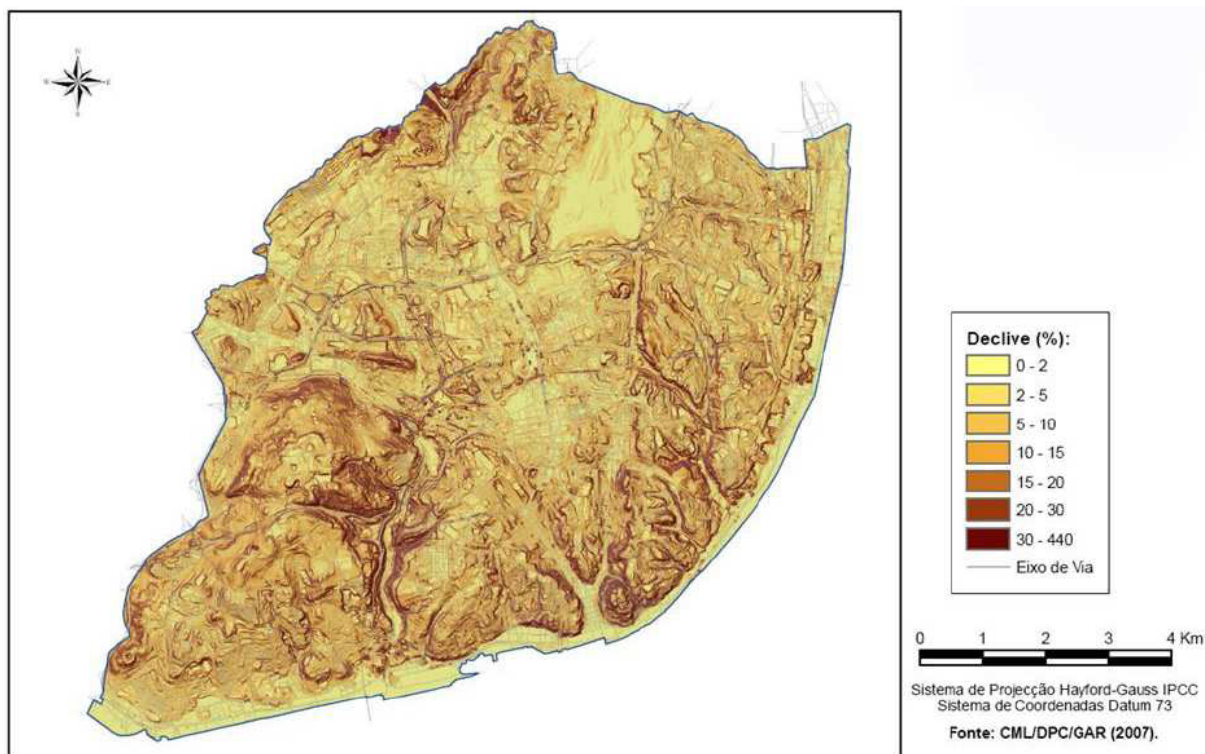 N
W E
S
Declive (%):
0 - 2
2 - 5
5 - 10
10 - 15
15 - 20
20 - 30
30 - 440
Eixo de Via
0 1 2 3 4 Km
Sistema de Projecção Hayford-Gauss IPCC
Sistema de Coordenadas Datum 73
Fonte: CML/DPC/GAR (2007).